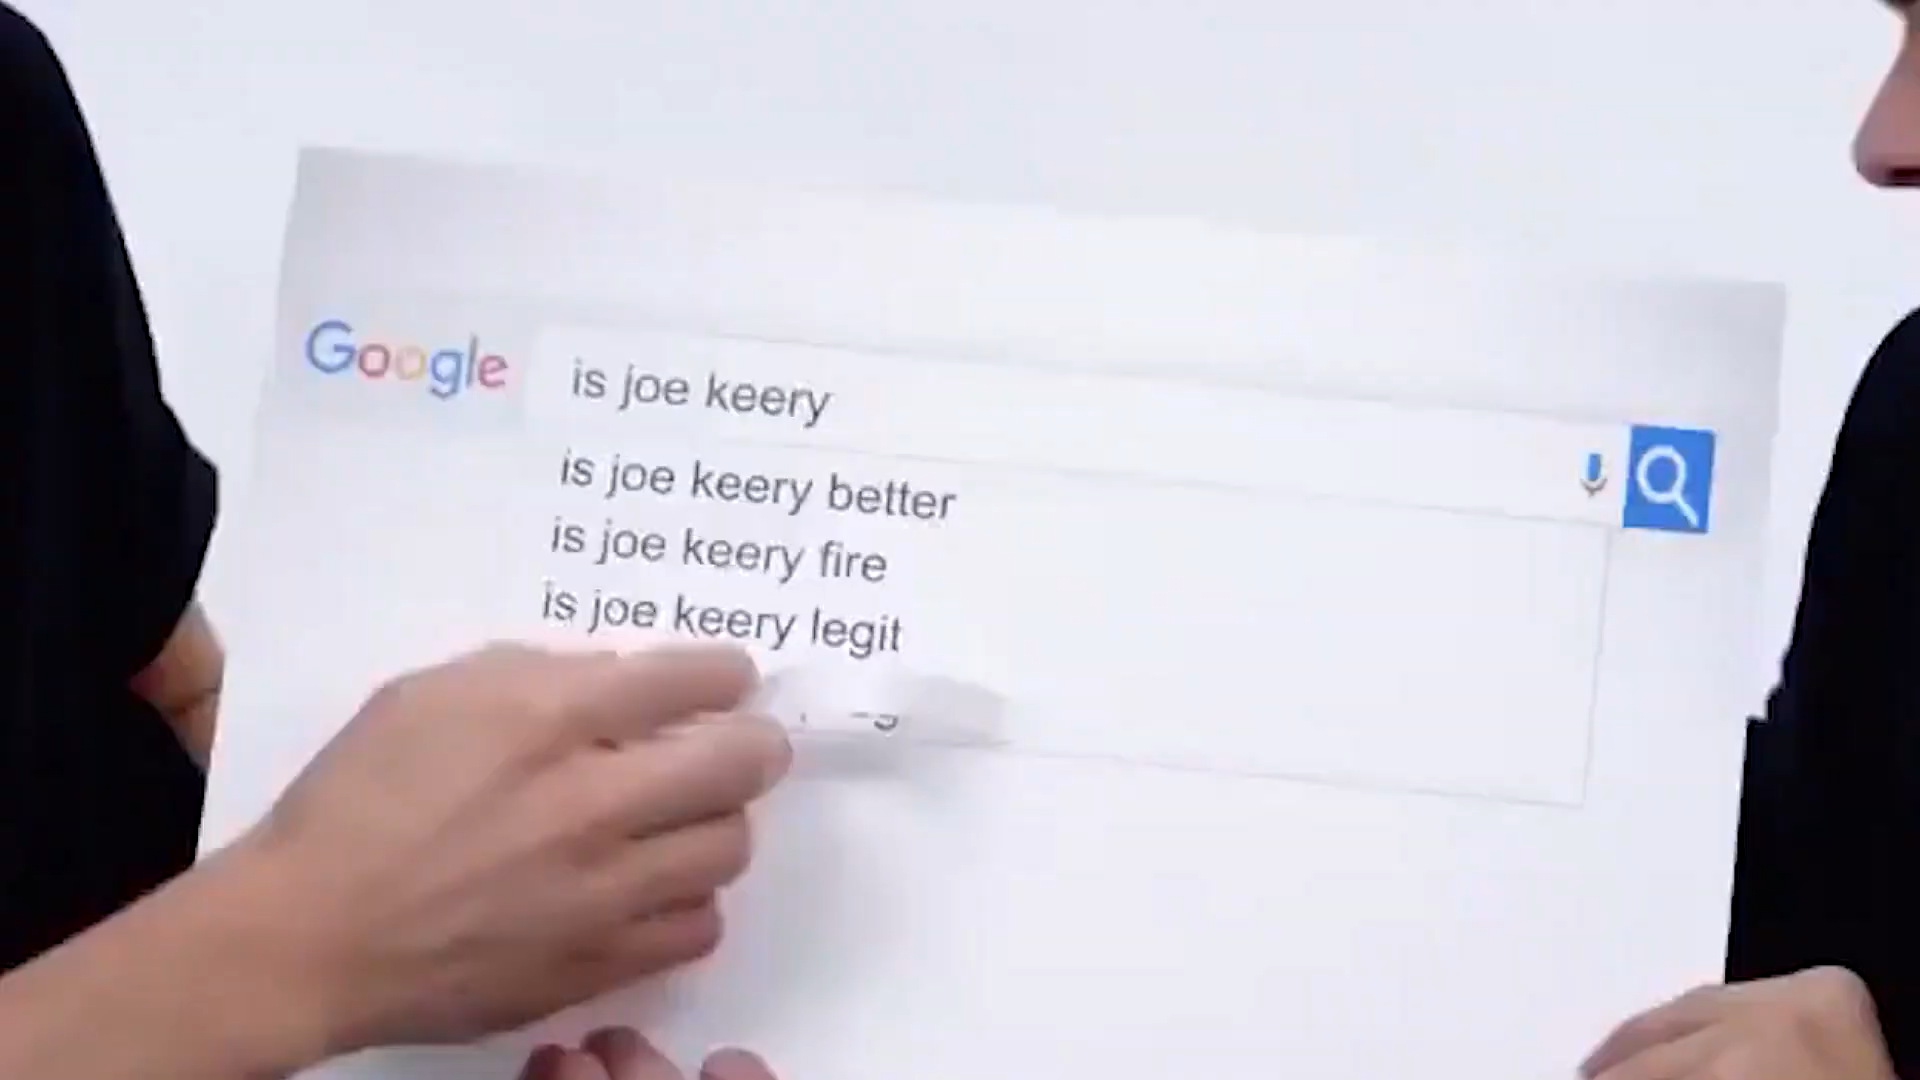 Google
is joe keery
is joe keery better
is joe keery fire
is joe keery legit